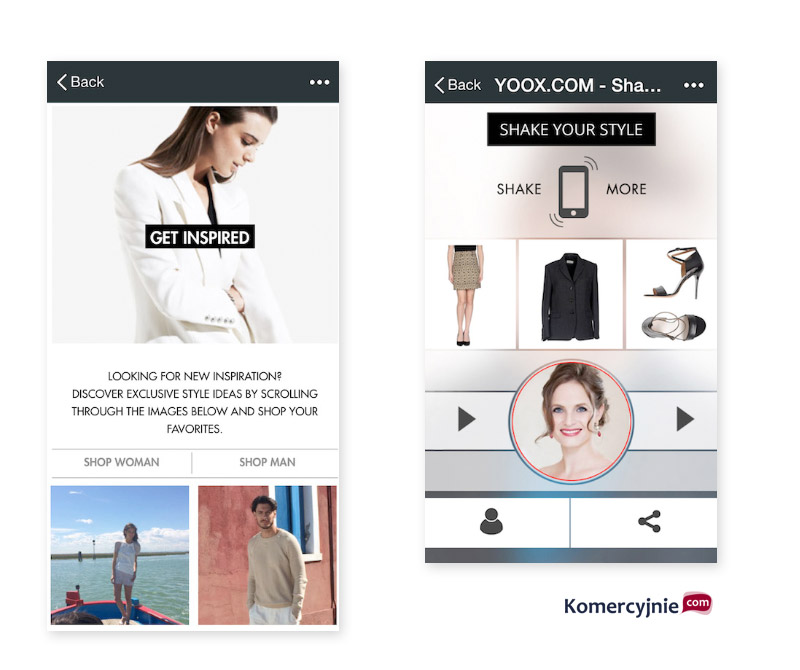 Back
GET INSPIRED
LOOKING FOR NEW INSPIRATION?
DISCOVER EXCLUSIVE STYLE IDEAS BY SCROLLING
THROUGH THE IMAGES BELOW AND SHOP YOUR
FAVORITES.
SHOP WOMAN
SHOP MAN
Back YOOX.COM - Sha...
SHAKE YOUR STYLE
SHAKE MORE
Komercyjnie com